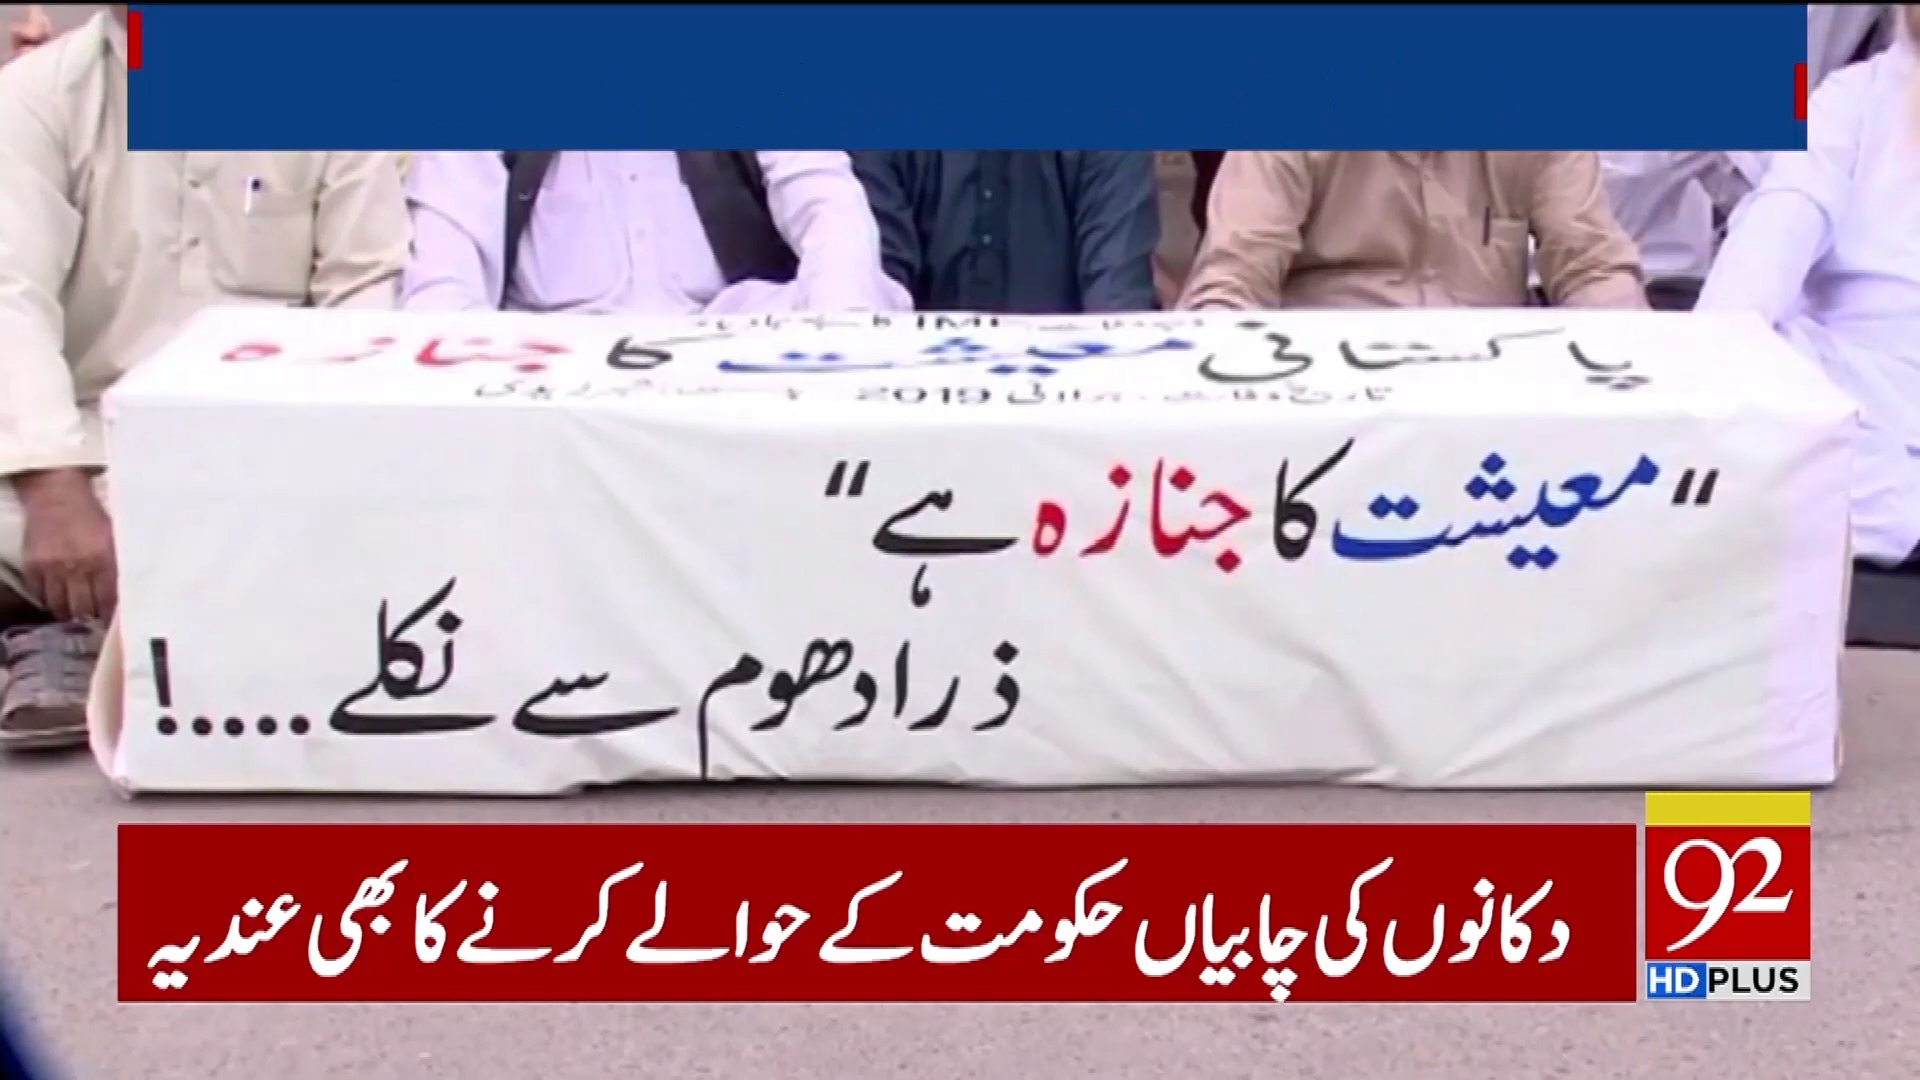 پاکستانی معیشت کا جنازہ
2019
"معیشت کا جنازہ ہے"
ذرا دھوم سے نکلے.....!
دکانوں کی چابیاں حکومت کے حوالے کرنے کا بھی عندیہ
92
HD PLUS